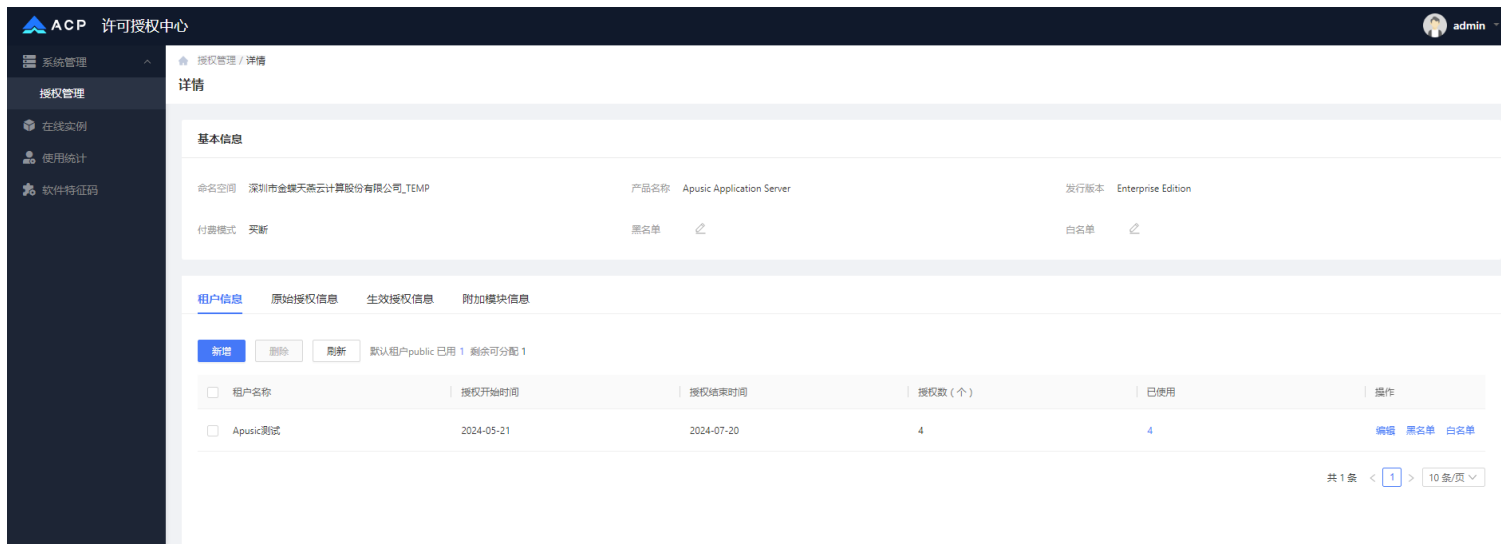 ACP 许可授权中心 admin
系统管理
授权管理
在线实例
使用统计
软件特征码
授权管理 / 详情
详情
基本信息
命名空间 深圳市金蝶天燕云计算股份有限公司_TEMP 产品名称 Apusic Application Server 发行版本 Enterprise Edition
付费模式 买断 黑名单 白名单
租户信息 原始授权信息 生效授权信息 附加模块信息
新增 删除 刷新 默认租户public 已用 1 剩余可分配 1
租户名称 授权开始时间 授权结束时间 授权数（个） 已使用 操作
Apusic测试 2024-05-21 2024-07-20 4 4 编辑 黑名单 白名单
共 1 条 < 1 > 10 条/页